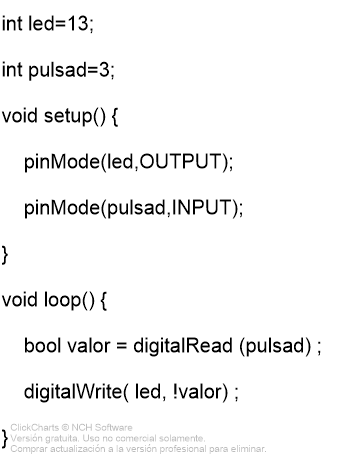 int led=13;
int pulsad=3;
void setup() {
pinMode(led,OUTPUT);
pinMode(pulsad,INPUT);
}
void loop() {
bool valor = digitalRead (pulsad) ;
digitalWrite( led, !valor) ;
}
ClickCharts © NCH Software
Versión gratuita. Uso no comercial solamente.
Comprar actualización a la versión profesional para eliminar.